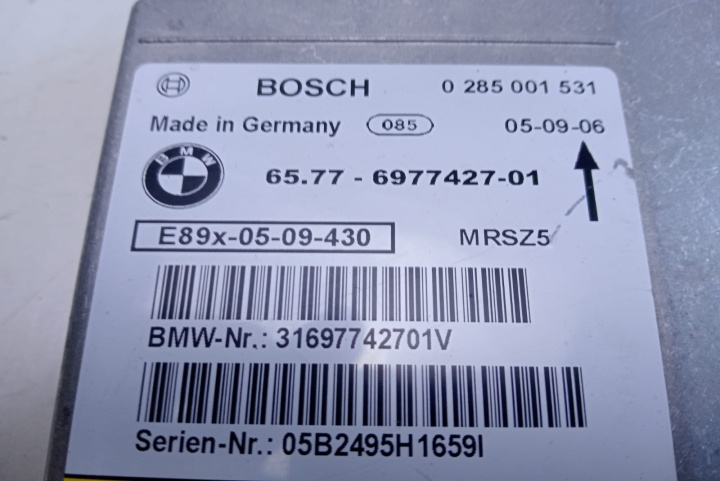 BOSCH 0 285 001 531
Made in Germany 085 05-09-06
BMW 65.77 - 6977427-01
E89x-05-09-430 MRSZ5
BMW-Nr.: 31697742701V
Serien-Nr.: 05B2495H1659I